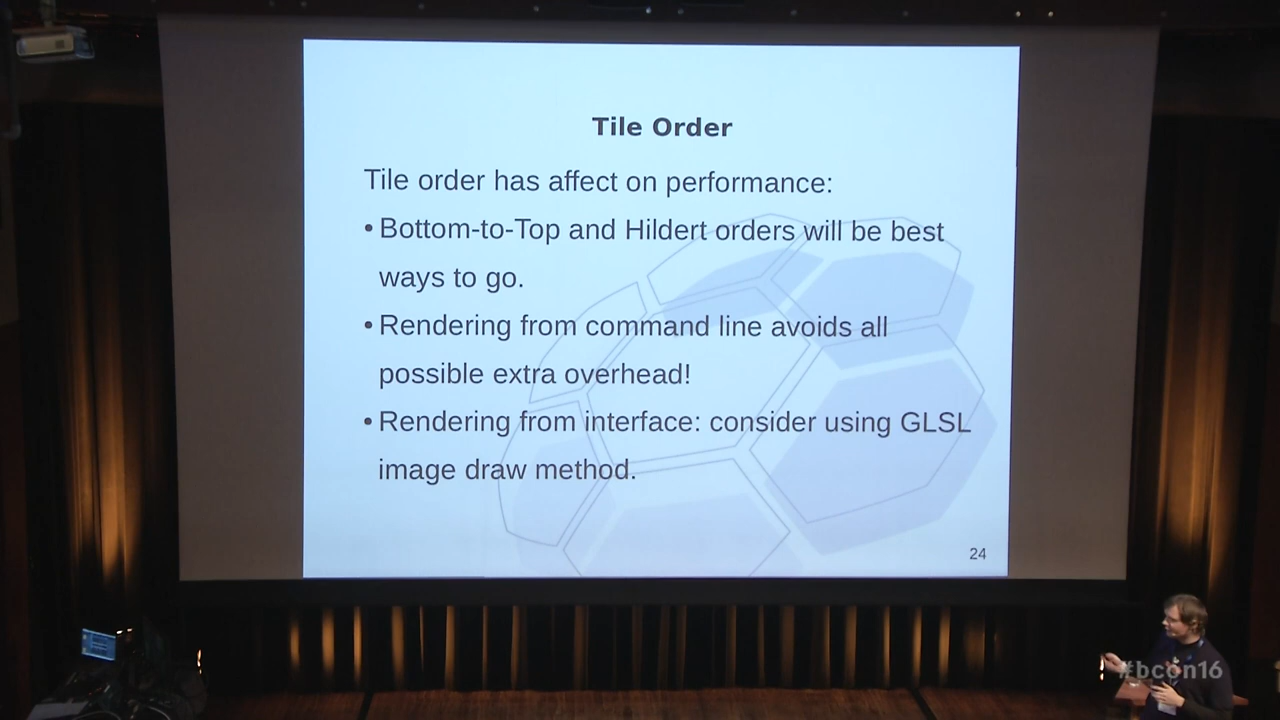 Tile Order
Tile order has affect on performance:
• Bottom-to-Top and Hildert orders will be best
ways to go.
• Rendering from command line avoids all
possible extra overhead!
• Rendering from interface: consider using GLSL
image draw method.
24
#bcon16